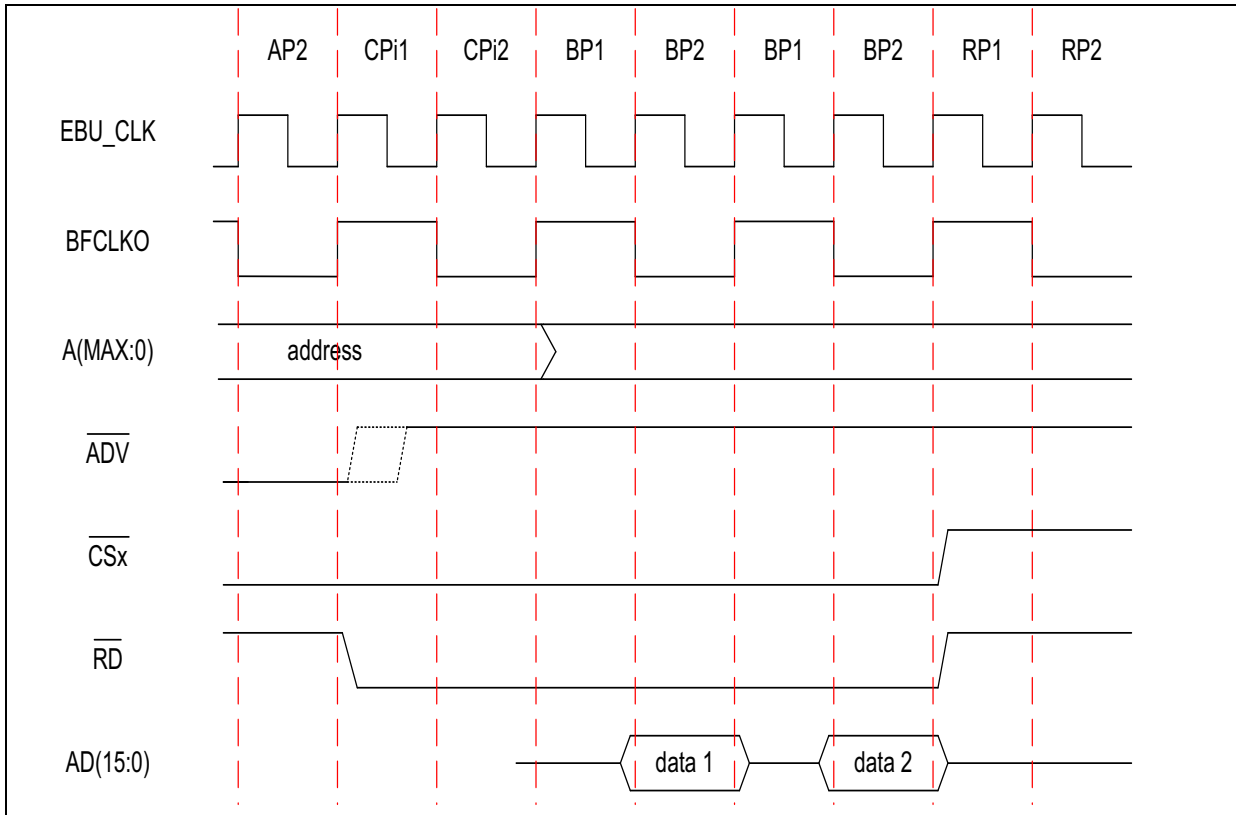 AP2 CPi1 CPi2 BP1 BP2 BP1 BP2 RP1 RP2
EBU_CLK
BFCLKO
A(MAX:0) address
ADV
CSx
RD
AD(15:0) data 1 data 2